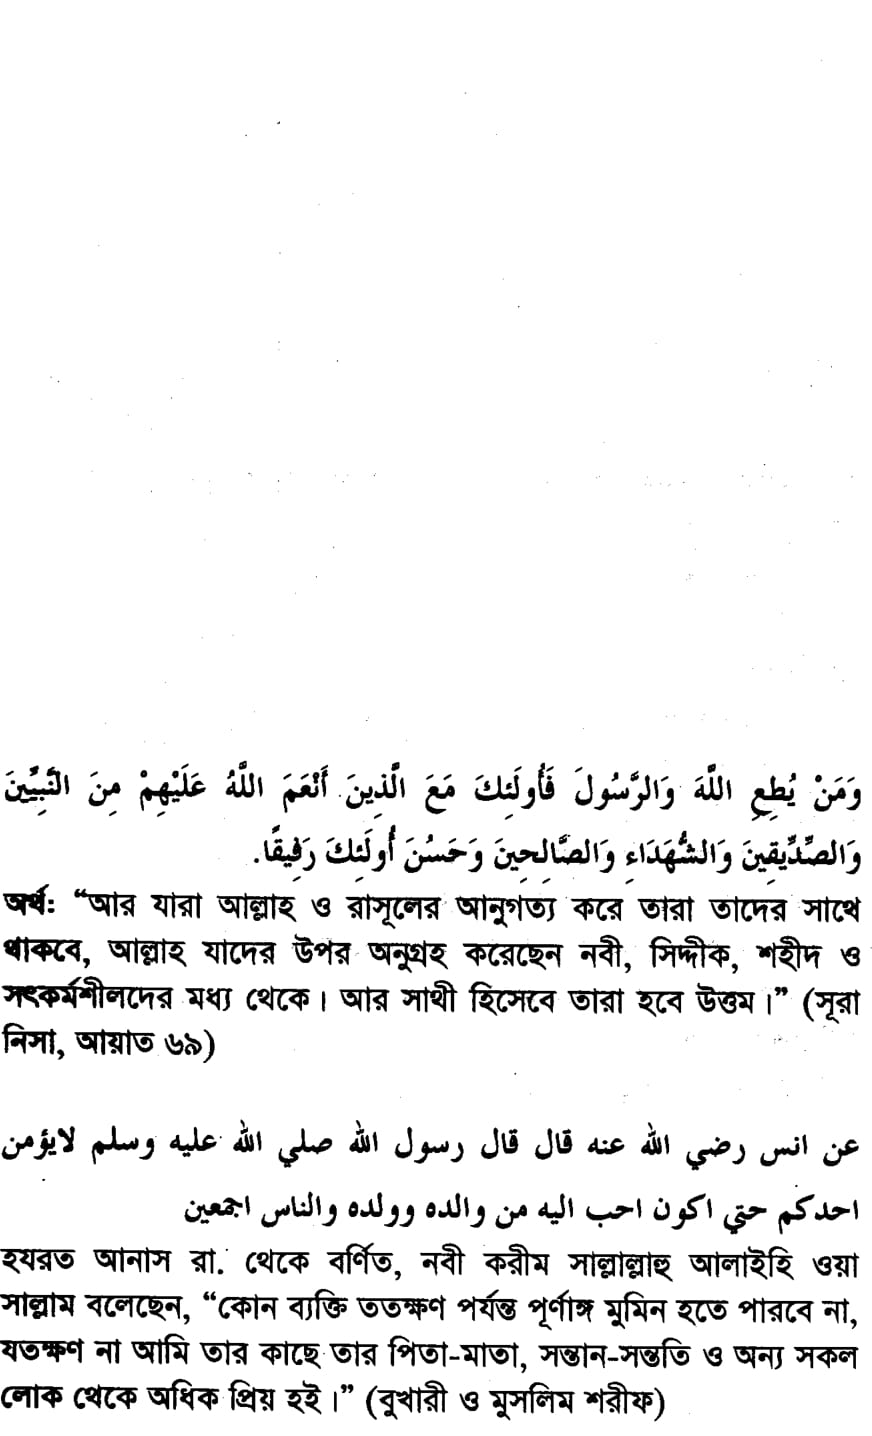 وَمَنْ يُطِعِ اللَّهَ وَالرَّسُولَ فَأُولَئِكَ مَعَ الَّذِينَ أَنْعَمَ اللَّهُ عَلَيْهِمْ مِنَ النَّبِيِّينَ
وَالصِّدِّيقِينَ وَالشُّهَدَاءِ وَالصَّالِحِينَ وَحَسُنَ أُولَئِكَ رَفِيقًا.
অর্থ: “আর যারা আল্লাহ ও রাসূলের আনুগত্য করে তারা তাদের সাথে
থাকবে, আল্লাহ যাদের উপর অনুগ্রহ করেছেন নবী, সিদ্দীক, শহীদ ও
সৎকর্মশীলদের মধ্য থেকে। আর সাথী হিসেবে তারা হবে উত্তম।” (সূরা
নিসা, আয়াত ৬৯)
عن انس رضي الله عنه قال قال رسول الله صلي الله عليه وسلم لايؤمن
احدكم حتي اكون احب اليه من والده وولده والناس اجمعين
হযরত আনাস রা. থেকে বর্ণিত, নবী করীম সাল্লাল্লাহু আলাইহি ওয়া
সাল্লাম বলেছেন, “কোন ব্যক্তি ততক্ষণ পর্যন্ত পূর্ণাঙ্গ মুমিন হতে পারবে না,
যতক্ষণ না আমি তার কাছে তার পিতা-মাতা, সন্তান-সন্ততি ও অন্য সকল
লোক থেকে অধিক প্রিয় হই।” (বুখারী ও মুসলিম শরীফ)